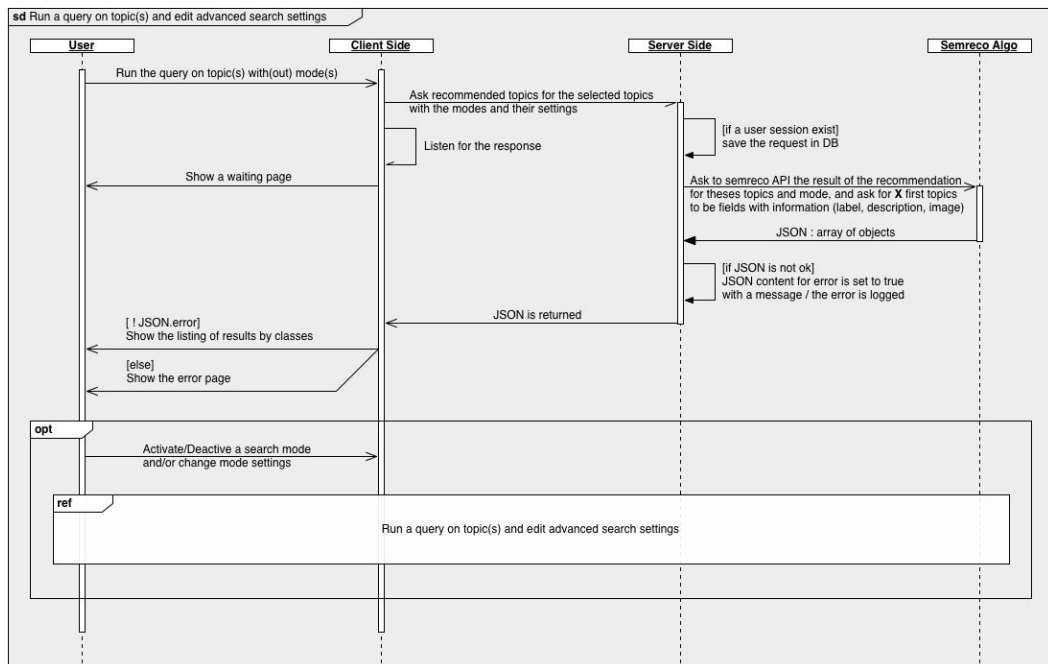 sd Run a query on topic(s) and edit advanced search settings
User
Client Side
Server Side
Semreco Algo
Run the query on topic(s) with(out) mode(s)
Ask recommended topics for the selected topics
with the modes and their settings
[if a user session exist]
save the request in DB
Listen for the response
Show a waiting page
Ask to semreco API the result of the recommendation
for theses topics and mode, and ask for X first topics
to be fields with information (label, description, image)
JSON : array of objects
[if JSON is not ok]
JSON content for error is set to true
with a message / the error is logged
JSON is returned
[ ! JSON.error]
Show the listing of results by classes
[else]
Show the error page
opt
Activate/Deactive a search mode
and/or change mode settings
ref
Run a query on topic(s) and edit advanced search settings